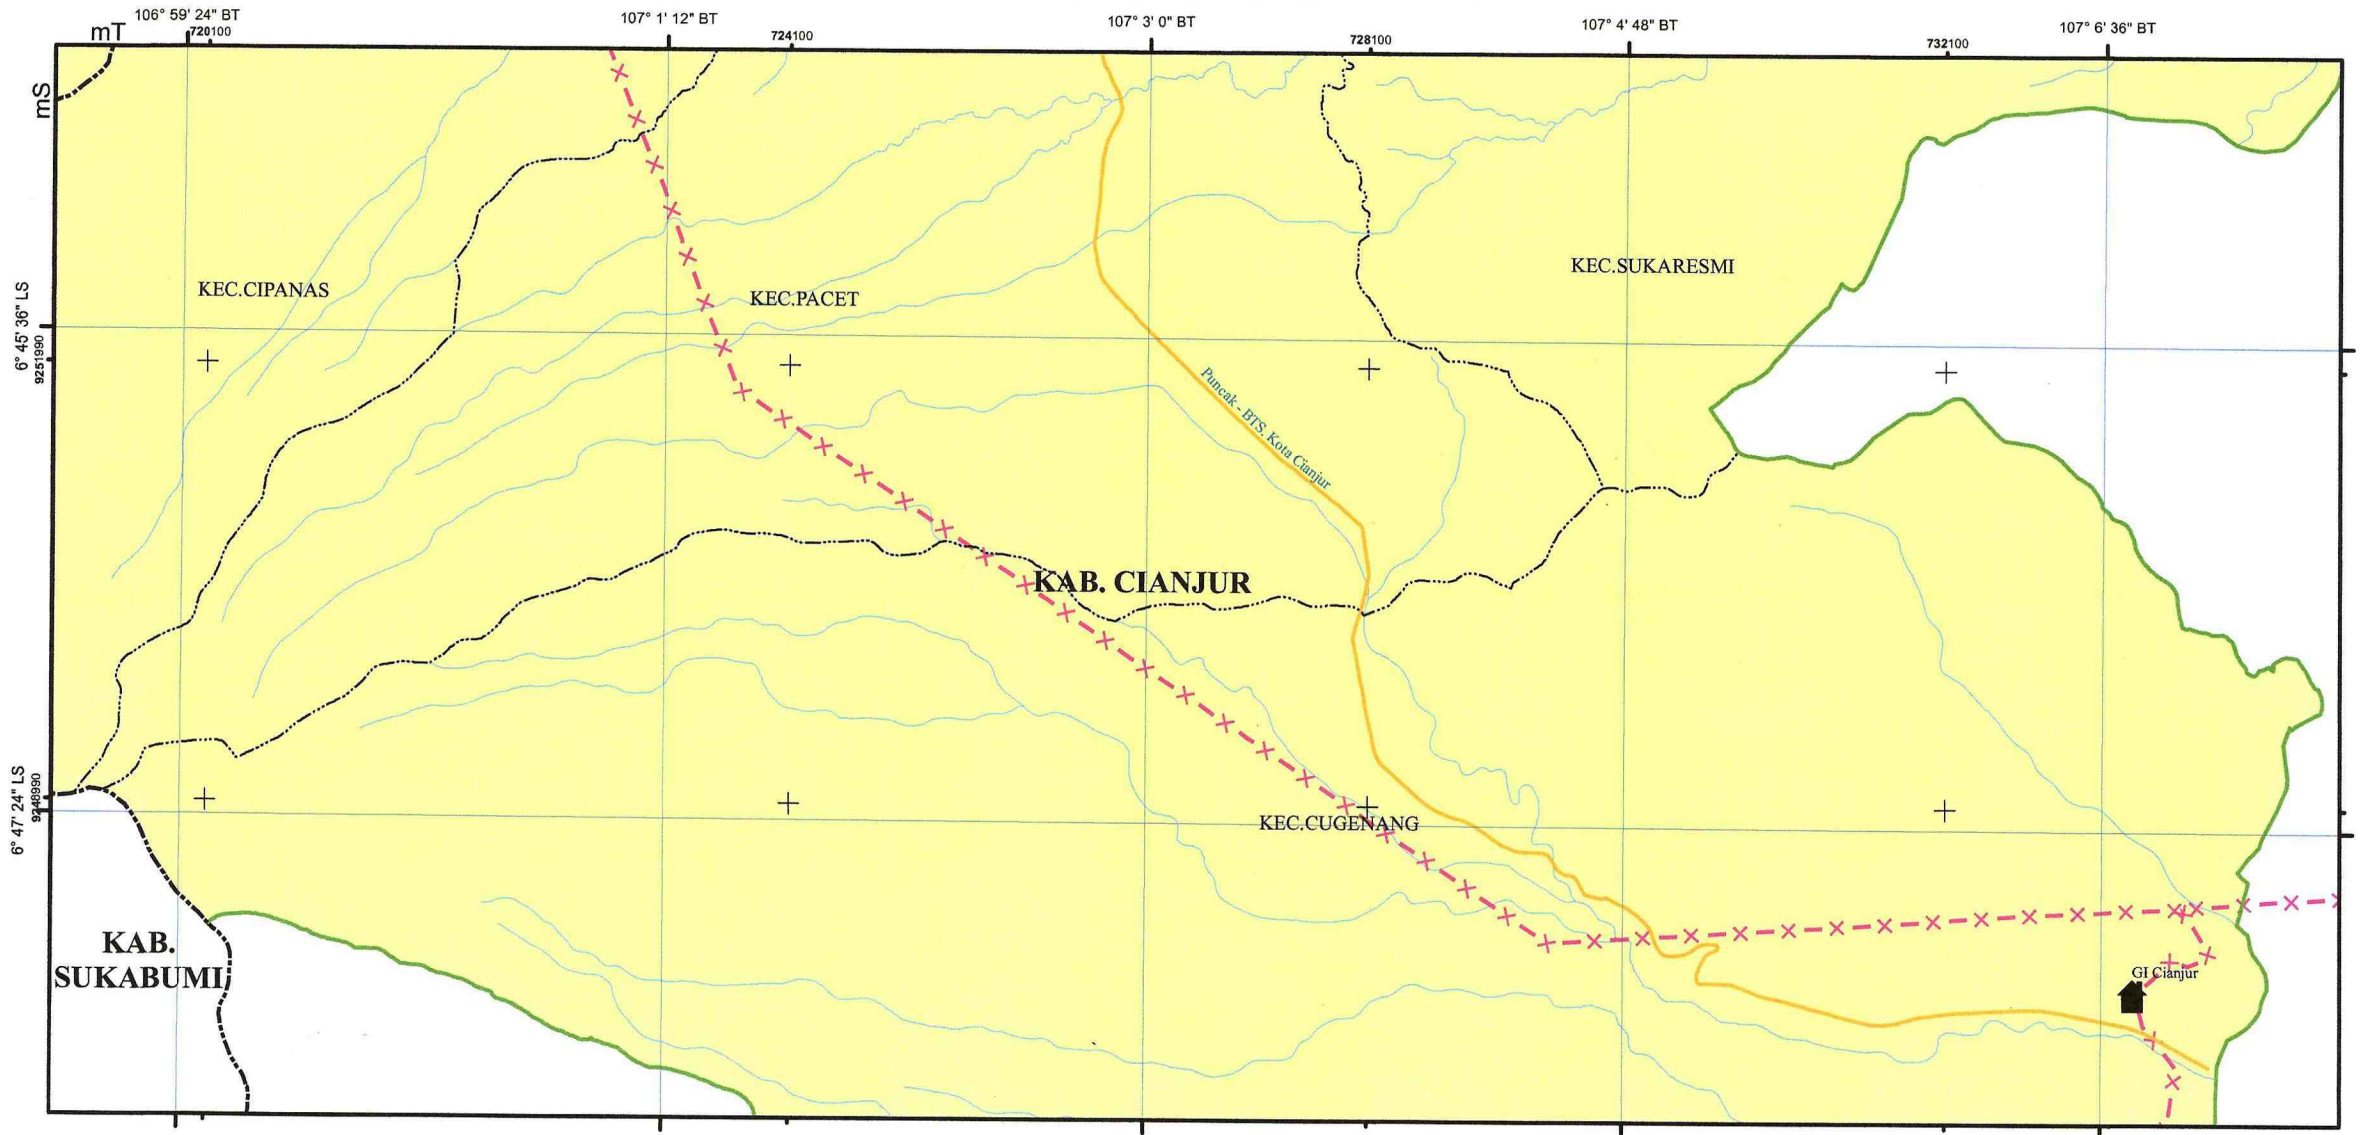 106° 59' 24" BT
107° 1' 12" BT
107° 3' 0" BT
107° 4' 48" BT
107° 6' 36" BT
mT
720100
724100
728100
732100
mS
6° 45' 36" LS
9251990
6° 47' 24" LS
9248990
KEC.CIPANAS
KEC.PACET
KEC.SUKARESMI
Puncak - BTS. Kota Cianjur
KAB. CIANJUR
KEC.CUGENANG
KAB.
SUKABUMI
GI Cianjur